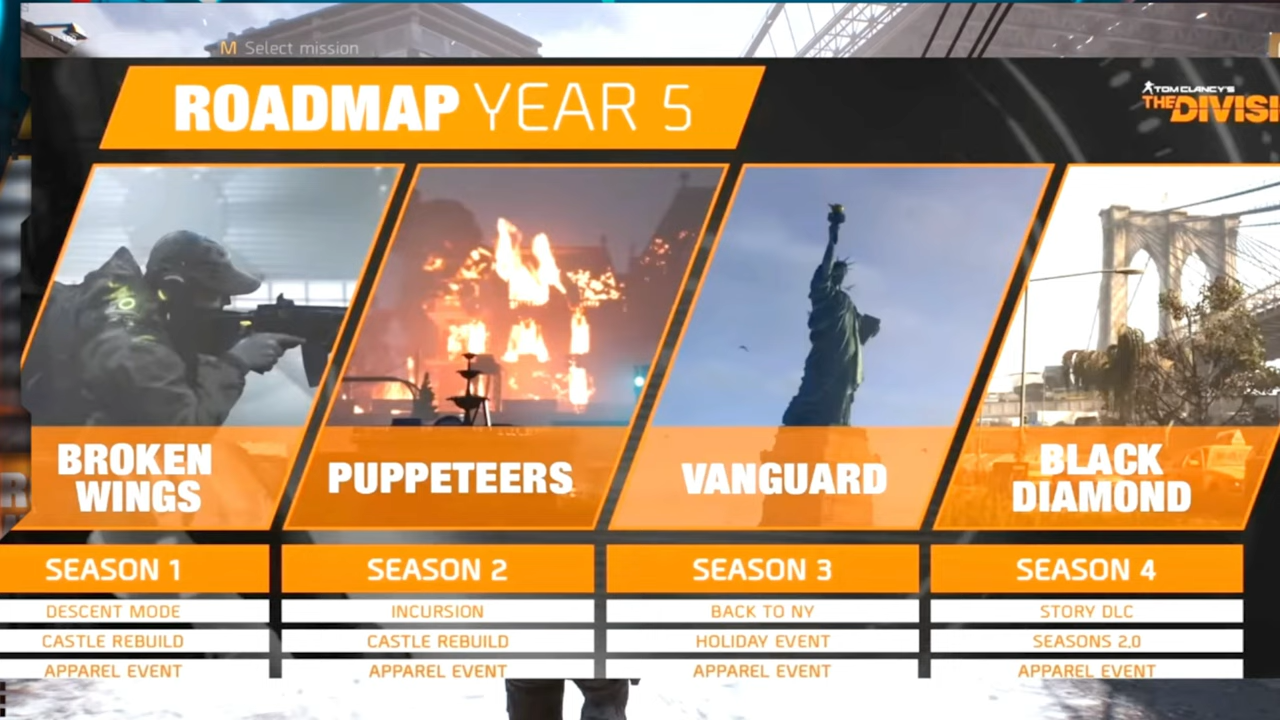 M Select mission
ROADMAP YEAR 5
TOM CLANCY'S
THE DIVISI
BROKEN
WINGS
PUPPETEERS
VANGUARD
BLACK
DIAMOND
SEASON 1
SEASON 2
SEASON 3
SEASON 4
DESCENT MODE
INCURSION
BACK TO NY
STORY DLC
CASTLE REBUILD
CASTLE REBUILD
HOLIDAY EVENT
SEASONS 2.0
APPAREL EVENT
APPAREL EVENT
APPAREL EVENT
APPAREL EVENT